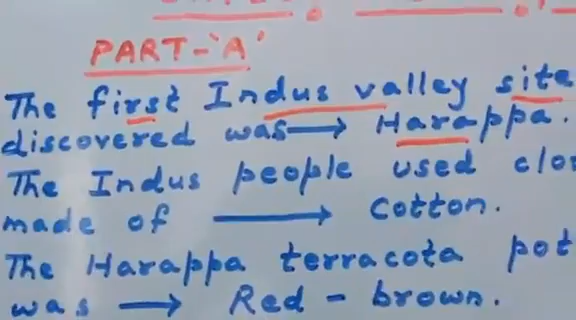 PART-'A'
The first Indus valley site
discovered was → Harappa.
The Indus people used clo
made of → cotton.
The Harappa terracota pot
was → Red - brown.